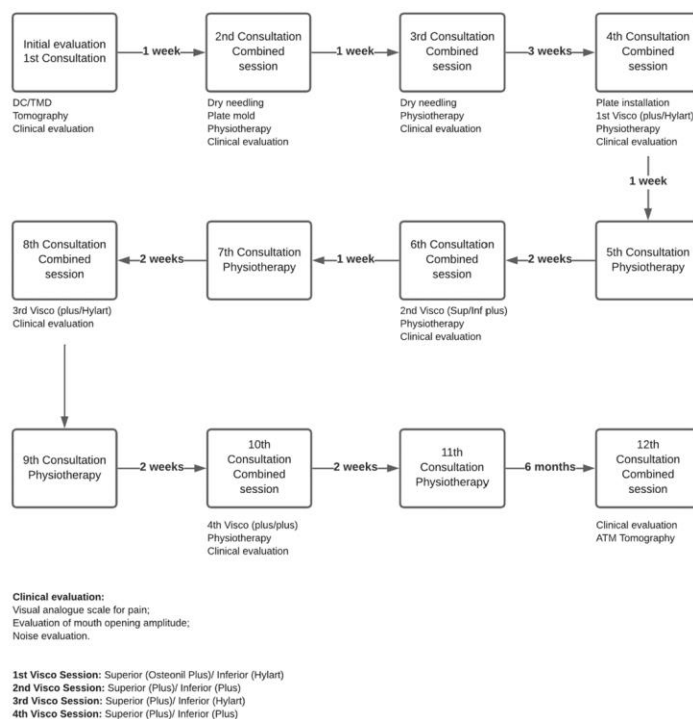 Initial evaluation
1st Consultation
1 week
2nd Consultation
Combined
session
1 week
3rd Consultation
Combined
session
3 weeks
4th Consultation
Combined
session
DC/TMD
Tomography
Clinical evaluation
Dry needling
Plate mold
Physiotherapy
Clinical evaluation
Dry needling
Physiotherapy
Clinical evaluation
Plate installation
1st Visco (plus/Hylart)
Physiotherapy
Clinical evaluation
1 week
8th Consultation
Combined
session
2 weeks
7th Consultation
Physiotherapy
1 week
6th Consultation
Combined
session
2 weeks
5th Consultation
Physiotherapy
3rd Visco (plus/Hylart)
Clinical evaluation
2nd Visco (Sup/Inf plus)
Physiotherapy
Clinical evaluation
9th Consultation
Physiotherapy
2 weeks
10th
Consultation
Combined
session
2 weeks
11th
Consultation
Physiotherapy
6 months
12th
Consultation
Combined
session
4th Visco (plus/plus)
Physiotherapy
Clinical evaluation
Clinical evaluation
ATM Tomography
Clinical evaluation:
Visual analogue scale for pain;
Evaluation of mouth opening amplitude;
Noise evaluation.
1st Visco Session: Superior (Osteonil Plus)/ Inferior (Hylart)
2nd Visco Session: Superior (Plus)/ Inferior (Plus)
3rd Visco Session: Superior (Plus)/ Inferior (Hylart)
4th Visco Session: Superior (Plus)/ Inferior (Plus)